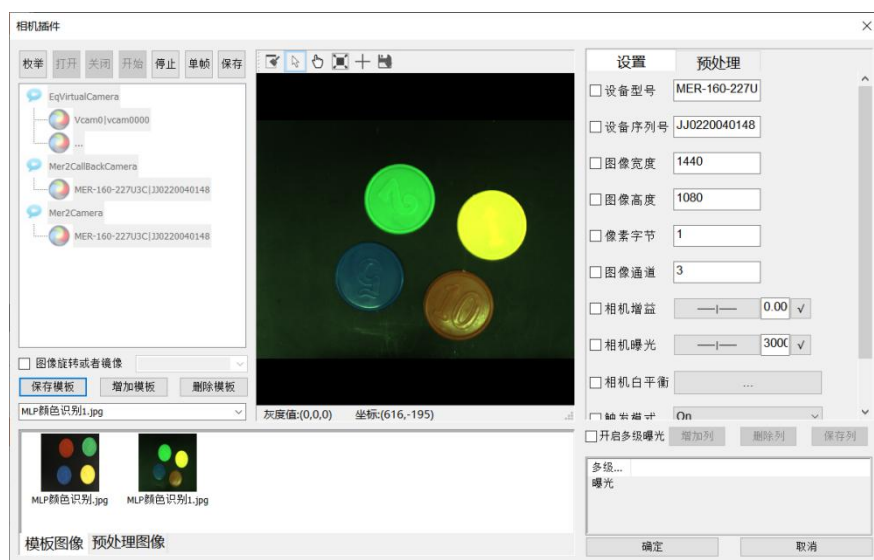 相机插件
枚举 打开 关闭 开始 停止 单帧 保存
EqVirtualCamera
Vcam0|vcam0000
...
Mer2CallBackCamera
MER-160-227U3C|JJ0220040148
Mer2Camera
MER-160-227U3C|JJ0220040148
图像旋转或者镜像
保存模板 增加模板 删除模板
MLP颜色识别1.jpg
灰度值:(0,0,0) 坐标:(616,-195)
设置 预处理
设备型号 MER-160-227U
设备序列号 JJ0220040148
图像宽度 1440
图像高度 1080
像素字节 1
图像通道 3
相机增益 0.00 √
相机曝光 3000 √
相机白平衡 ...
触发模式 On
开启多级曝光 增加列 删除列 保存列
多级...
曝光
MLP颜色识别.jpg MLP颜色识别1.jpg
模板图像 预处理图像
确定 取消
2
1
5
10